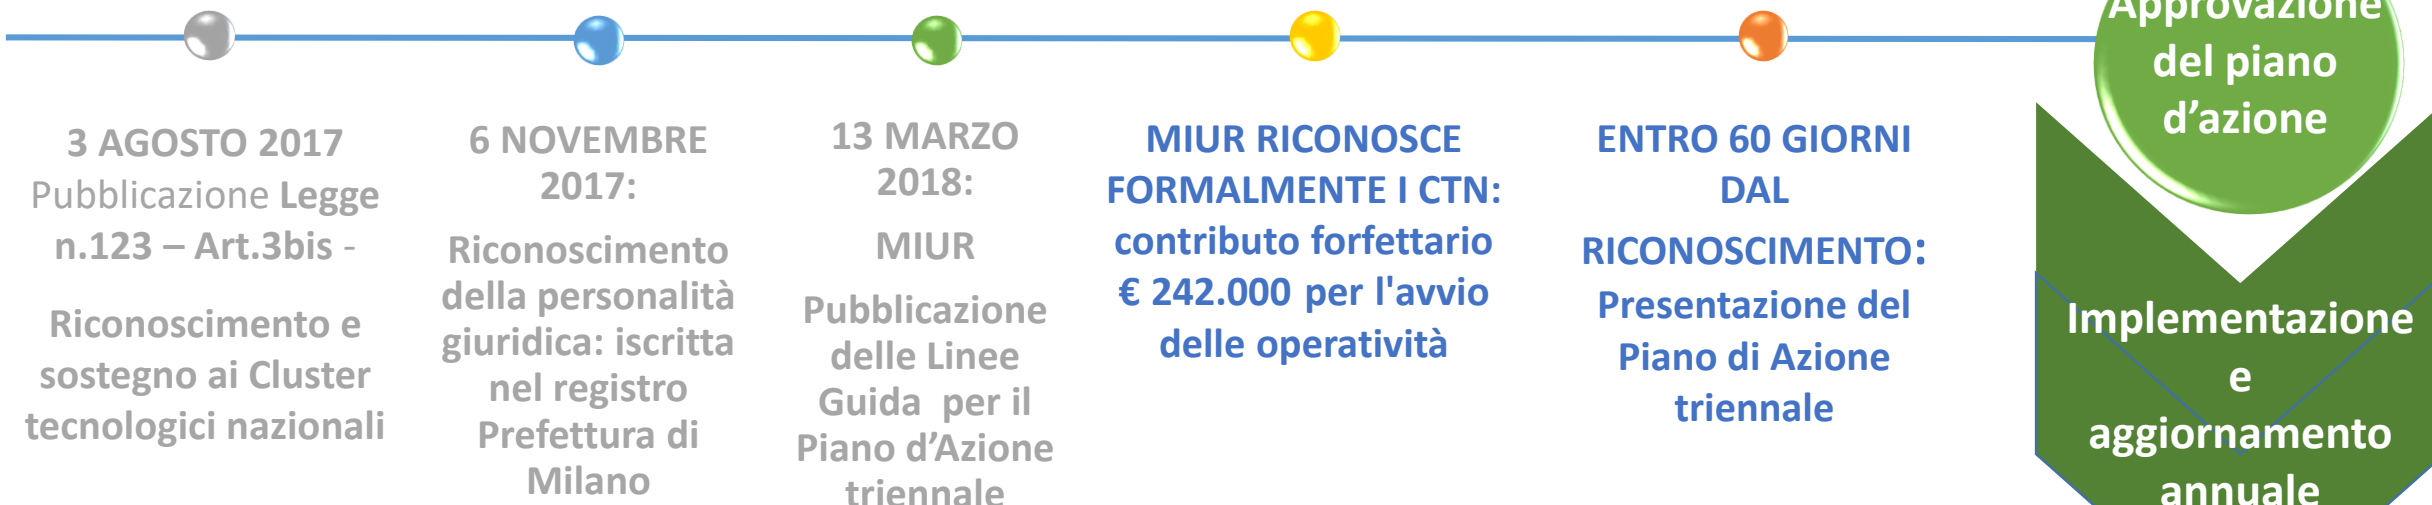 3 AGOSTO 2017
Pubblicazione Legge
n.123 – Art.3bis -
Riconoscimento e
sostegno ai Cluster
tecnologici nazionali
6 NOVEMBRE
2017:
Riconoscimento
della personalità
giuridica: iscritta
nel registro
Prefettura di
Milano
13 MARZO
2018:
MIUR
Pubblicazione
delle Linee
Guida per il
Piano d’Azione
triennale
MIUR RICONOSCE
FORMALMENTE I CTN:
contributo forfettario
€ 242.000 per l'avvio
delle operatività
ENTRO 60 GIORNI
DAL
RICONOSCIMENTO:
Presentazione del
Piano di Azione
triennale
Approvazione
del piano
d’azione
Implementazione
e
aggiornamento
annuale